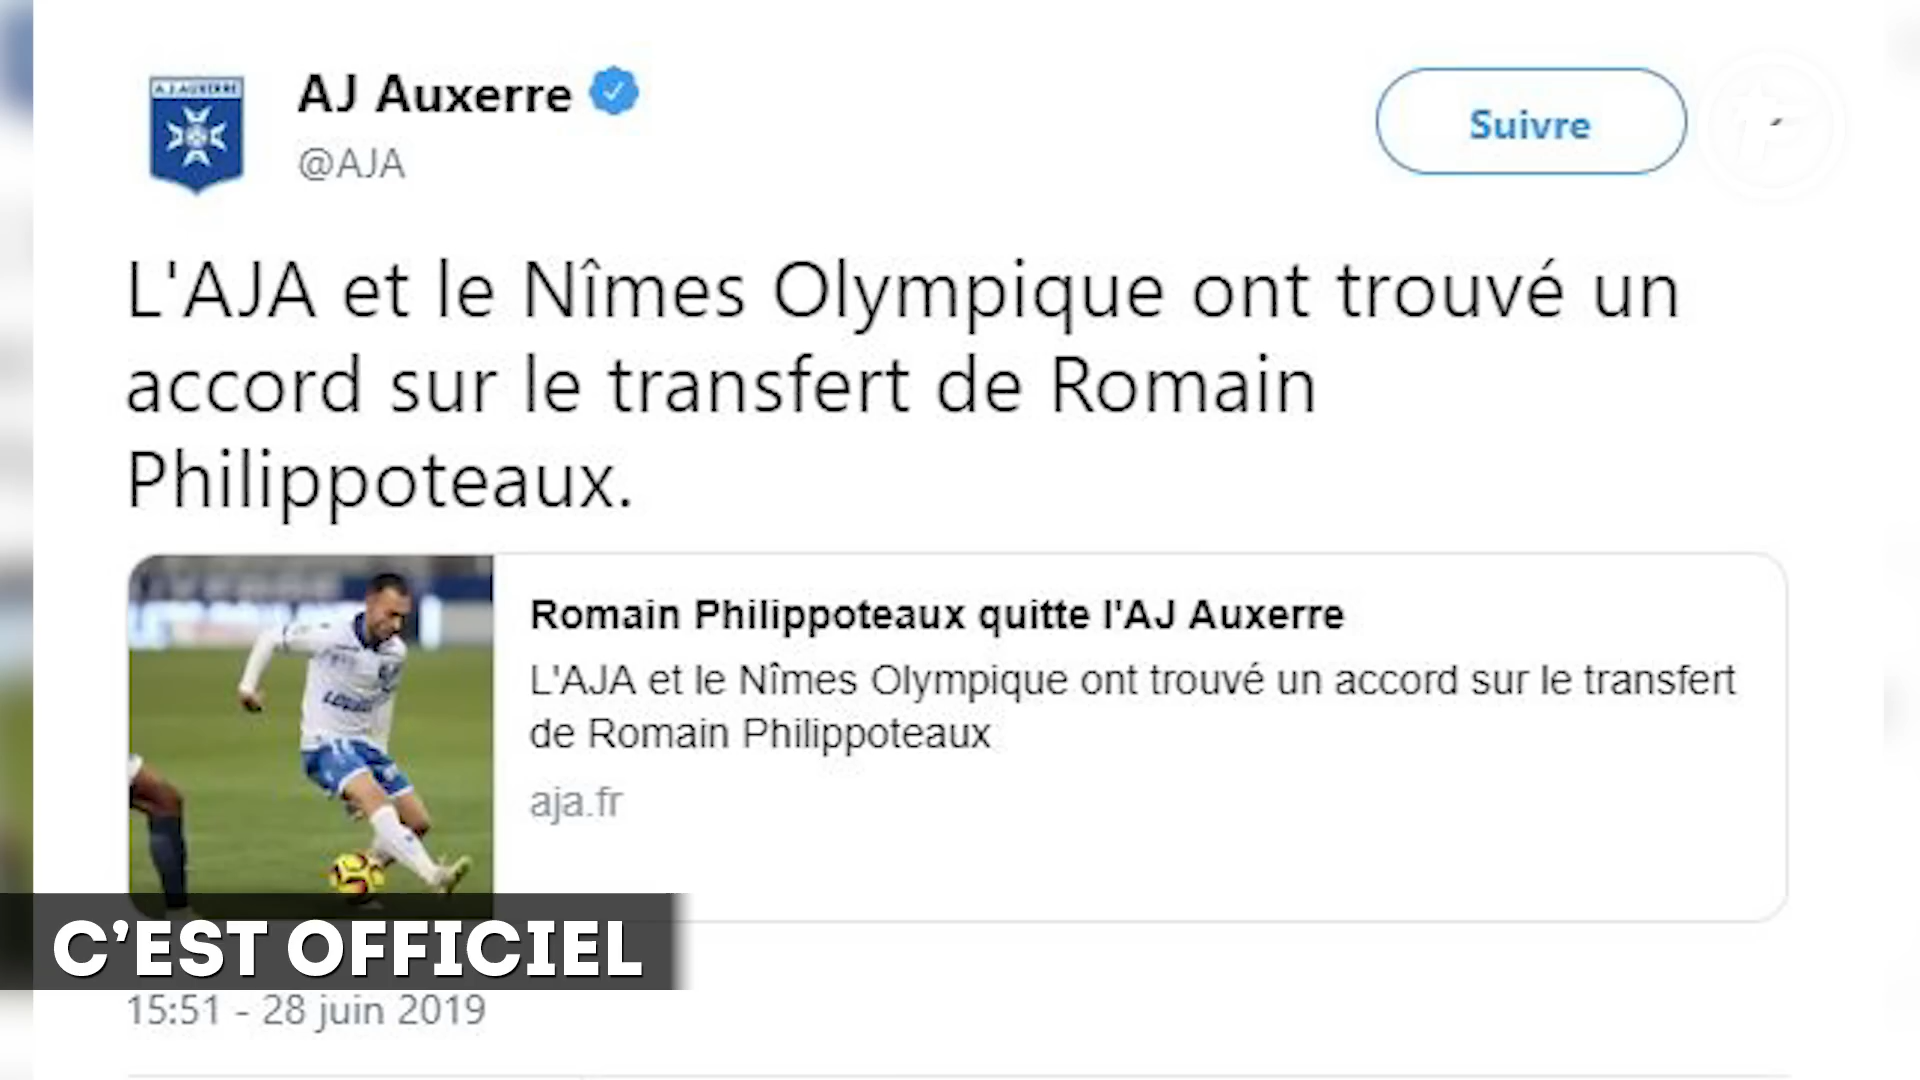 A.J.AUXERRE
AJ Auxerre
@AJA
Suivre
L'AJA et le Nîmes Olympique ont trouvé un
accord sur le transfert de Romain
Philippoteaux.
Romain Philippoteaux quitte l'AJ Auxerre
L'AJA et le Nîmes Olympique ont trouvé un accord sur le transfert
de Romain Philippoteaux
aja.fr
C’EST OFFICIEL
15:51 - 28 juin 2019